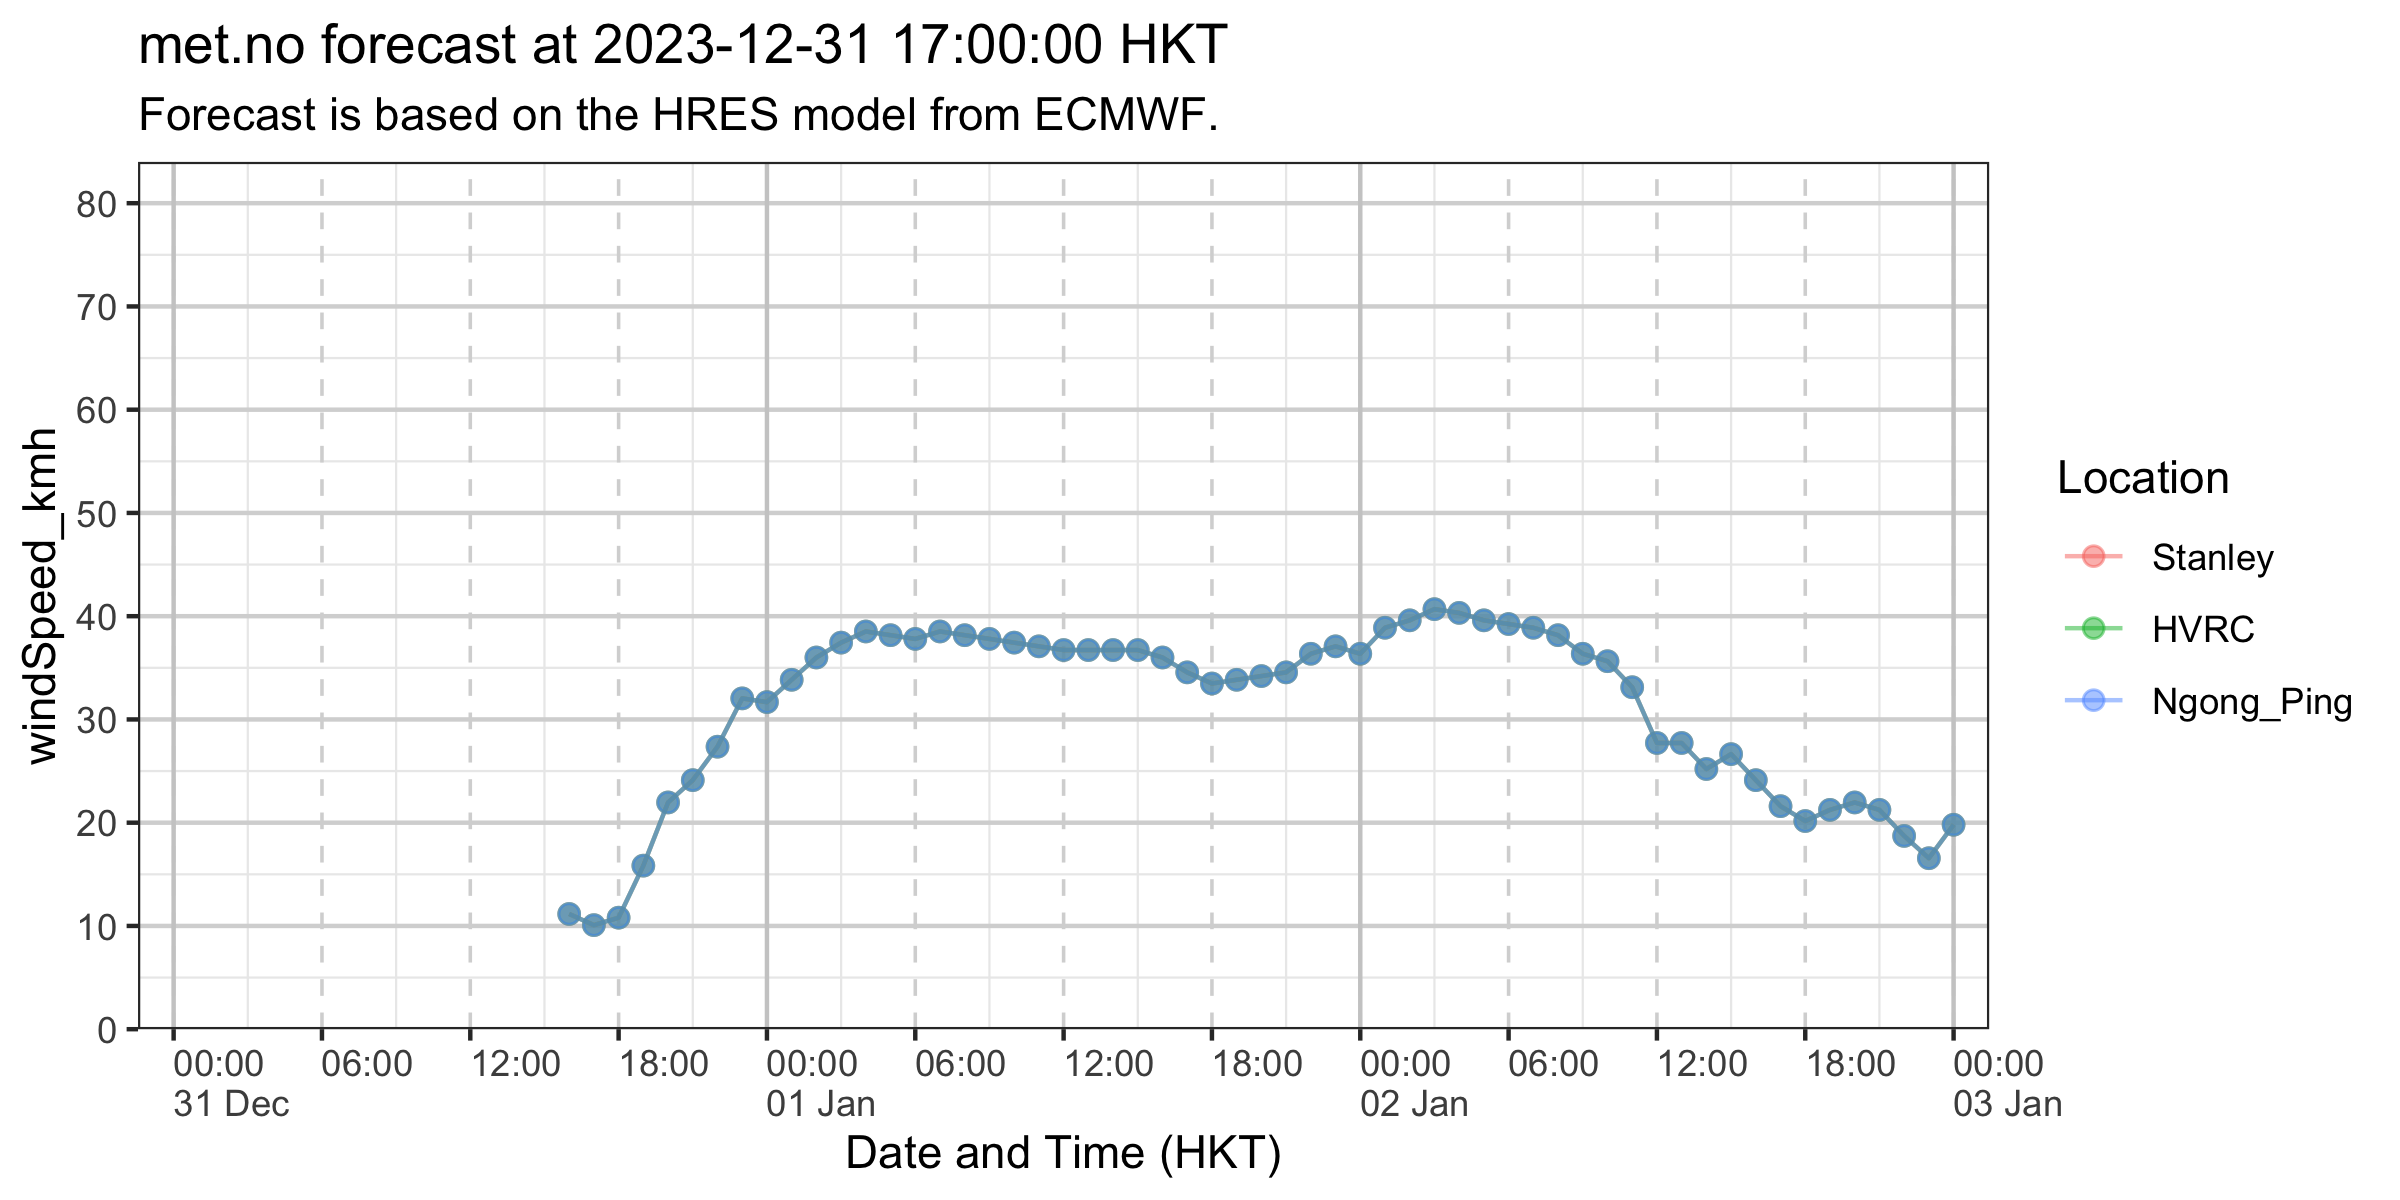 met.no forecast at 2023-12-31 17:00:00 HKT
Forecast is based on the HRES model from ECMWF.
windSpeed_kmh
80
70
60
50
40
30
20
10
0
00:00 06:00 12:00 18:00 00:00 06:00 12:00 18:00 00:00 06:00 12:00 18:00 00:00
31 Dec 01 Jan 02 Jan 03 Jan
Date and Time (HKT)
Location
Stanley
HVRC
Ngong_Ping